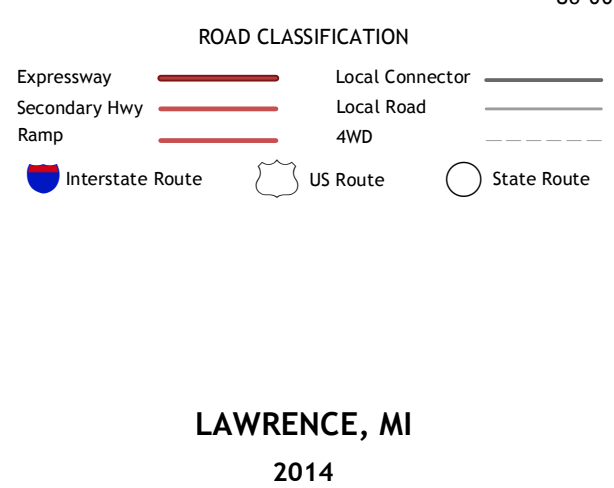 ROAD CLASSIFICATION
Expressway Local Connector
Secondary Hwy Local Road
Ramp 4WD
Interstate Route US Route State Route
LAWRENCE, MI
2014